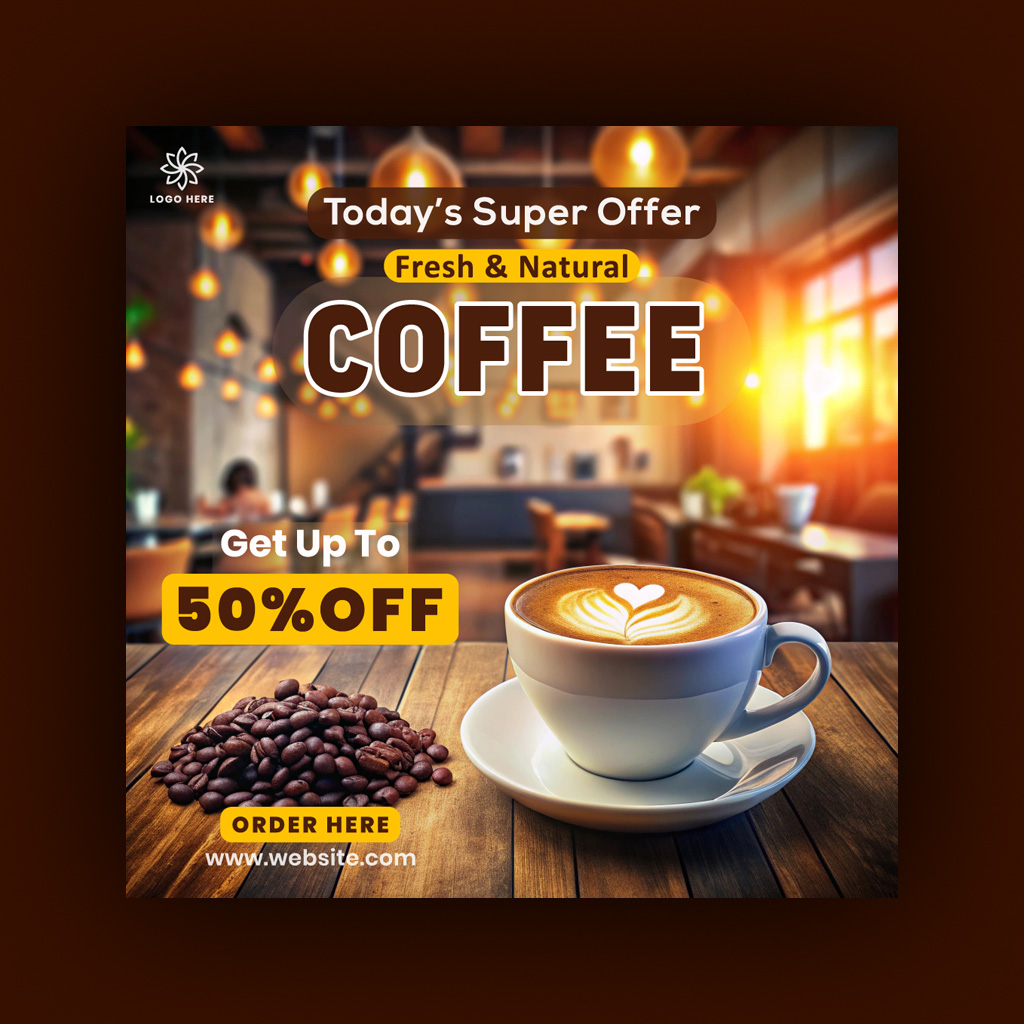 LOGO HERE
Today's Super Offer
Fresh & Natural
COFFEE
Get Up To
50%OFF
ORDER HERE
www.website.com